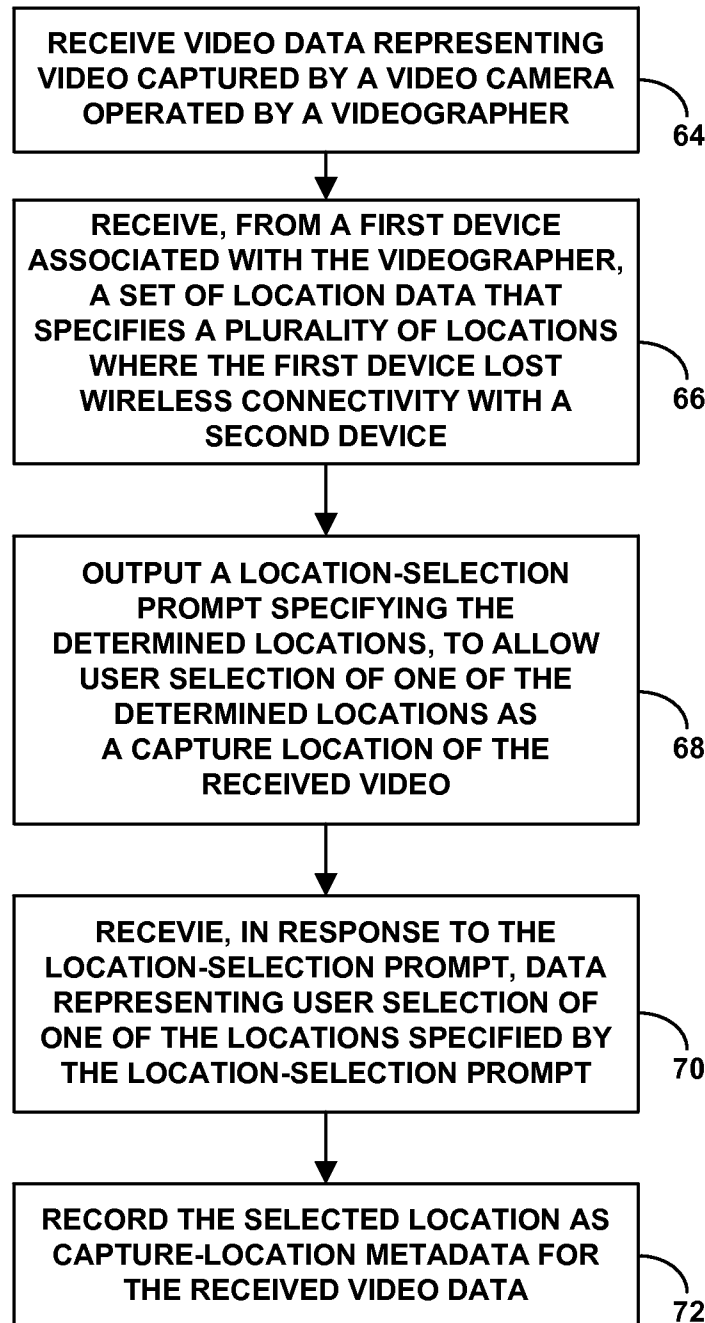 RECEIVE VIDEO DATA REPRESENTING
VIDEO CAPTURED BY A VIDEO CAMERA
OPERATED BY A VIDEOGRAPHER
64
RECEIVE, FROM A FIRST DEVICE
ASSOCIATED WITH THE VIDEOGRAPHER,
A SET OF LOCATION DATA THAT
SPECIFIES A PLURALITY OF LOCATIONS
WHERE THE FIRST DEVICE LOST
WIRELESS CONNECTIVITY WITH A
SECOND DEVICE
66
OUTPUT A LOCATION-SELECTION
PROMPT SPECIFYING THE
DETERMINED LOCATIONS, TO ALLOW
USER SELECTION OF ONE OF THE
DETERMINED LOCATIONS AS
A CAPTURE LOCATION OF THE
RECEIVED VIDEO
68
RECEVIE, IN RESPONSE TO THE
LOCATION-SELECTION PROMPT, DATA
REPRESENTING USER SELECTION OF
ONE OF THE LOCATIONS SPECIFIED BY
THE LOCATION-SELECTION PROMPT
70
RECORD THE SELECTED LOCATION AS
CAPTURE-LOCATION METADATA FOR
THE RECEIVED VIDEO DATA
72